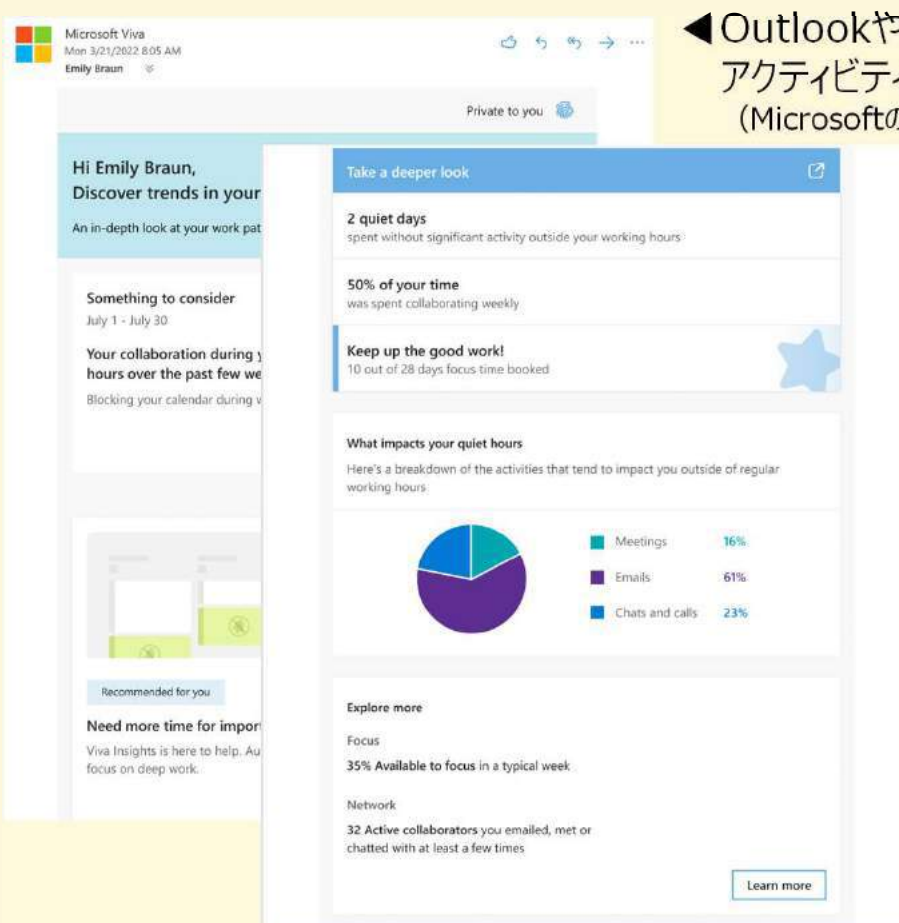 Microsoft Viva
Mon 3/21/2022 8:05 AM
Emily Braun
◀Outlookや
アクティビティ
(Microsoftの
Private to you
Hi Emily Braun,
Discover trends in your
An in-depth look at your work pat
Something to consider
July 1 - July 30
Your collaboration during
hours over the past few we
Blocking your calendar during
Recommended for you
Need more time for impor
Viva Insights is here to help. Au
focus on deep work.
Take a deeper look
2 quiet days
spent without significant activity outside your working hours
50% of your time
was spent collaborating weekly
Keep up the good work!
10 out of 28 days focus time booked
What impacts your quiet hours
Here's a breakdown of the activities that tend to impact you outside of regular
working hours
Meetings 16%
Emails 61%
Chats and calls 23%
Explore more
Focus
35% Available to focus in a typical week
Network
32 Active collaborators you emailed, met or
chatted with at least a few times
Learn more